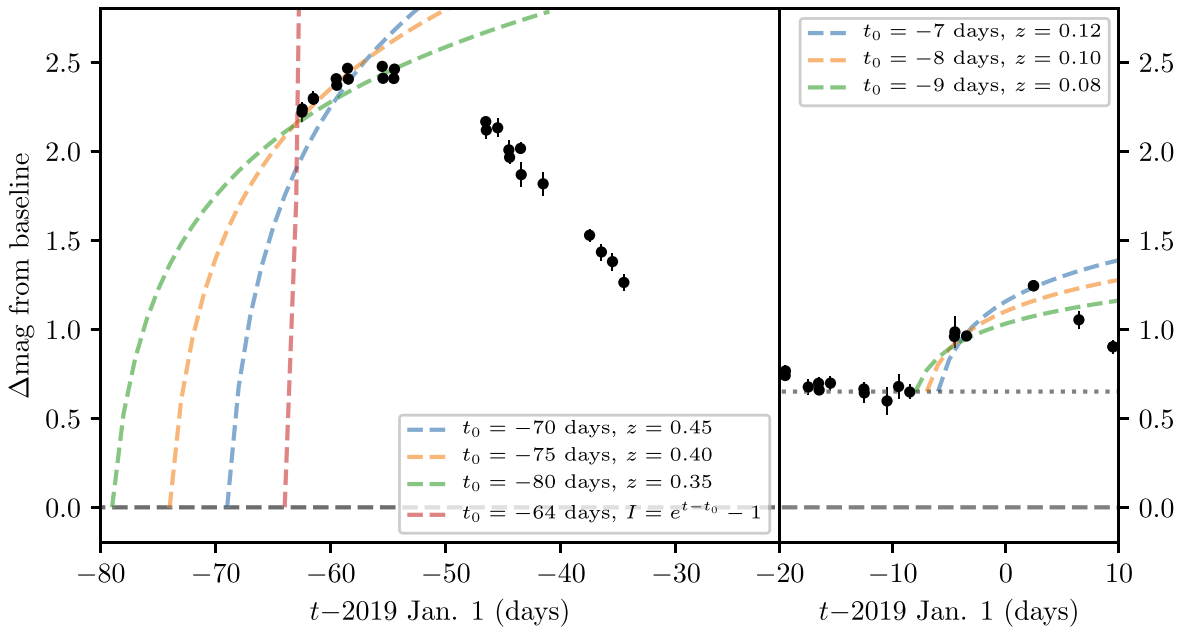 Δmag from baseline
2.5
2.0
1.5
1.0
0.5
0.0
t₀ = −70 days, z = 0.45
t₀ = −75 days, z = 0.40
t₀ = −80 days, z = 0.35
t₀ = −64 days, I = e^{t−t₀} − 1
−80 −70 −60 −50 −40 −30
t−2019 Jan. 1 (days)
t₀ = −7 days, z = 0.12
t₀ = −8 days, z = 0.10
t₀ = −9 days, z = 0.08
2.5
2.0
1.5
1.0
0.5
0.0
−20 −10 0 10
t−2019 Jan. 1 (days)